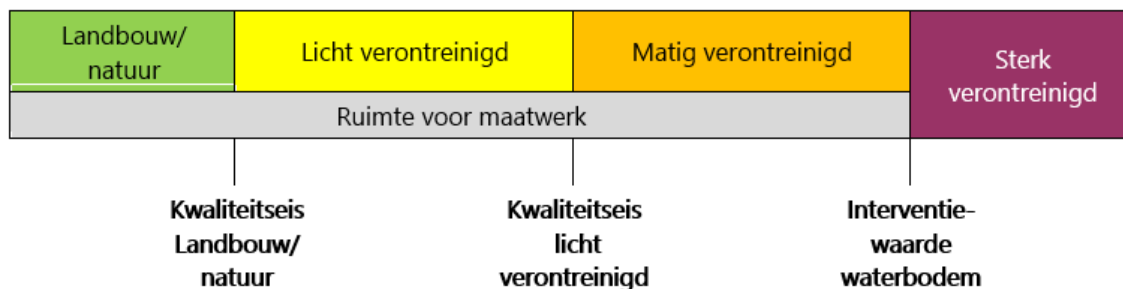 Landbouw/
natuur
Licht verontreinigd
Matig verontreinigd
Sterk
verontreinigd
Ruimte voor maatwerk
Kwaliteitseis
Landbouw/
natuur
Kwaliteitseis
licht
verontreinigd
Interventie-
waarde
waterbodem